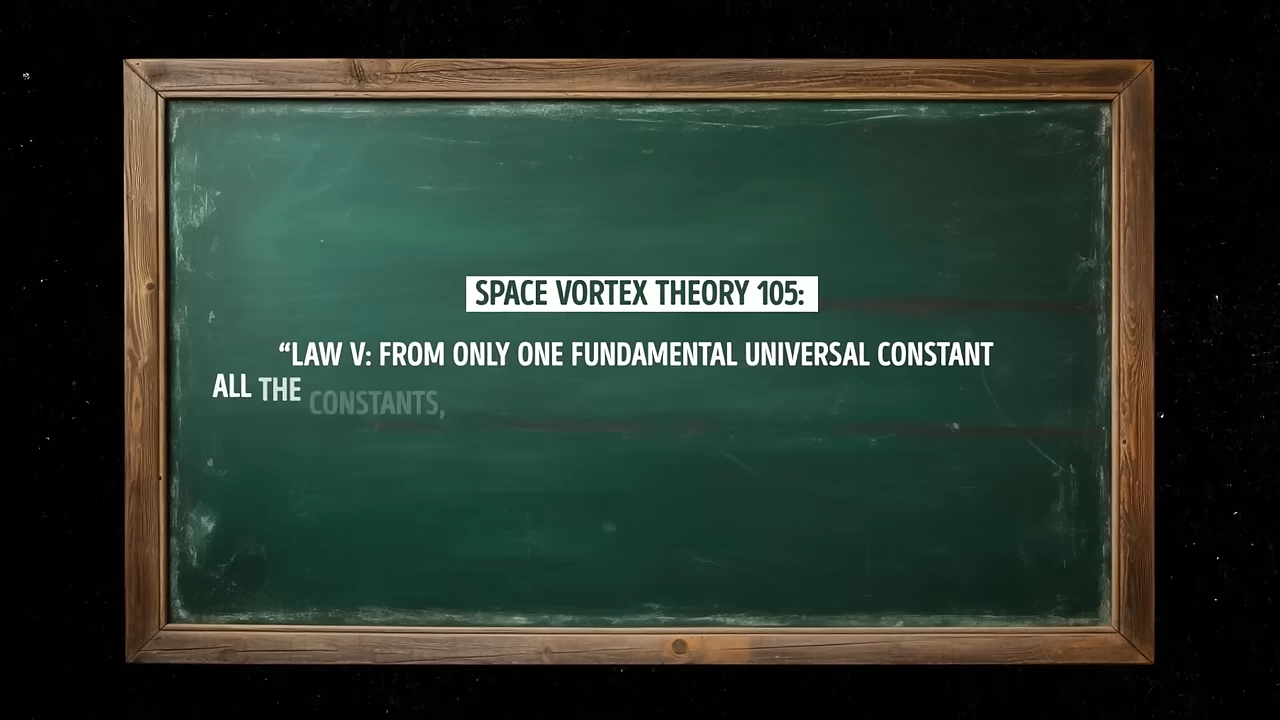 SPACE VORTEX THEORY 105:
“LAW V: FROM ONLY ONE FUNDAMENTAL UNIVERSAL CONSTANT
ALL THE CONSTANTS,